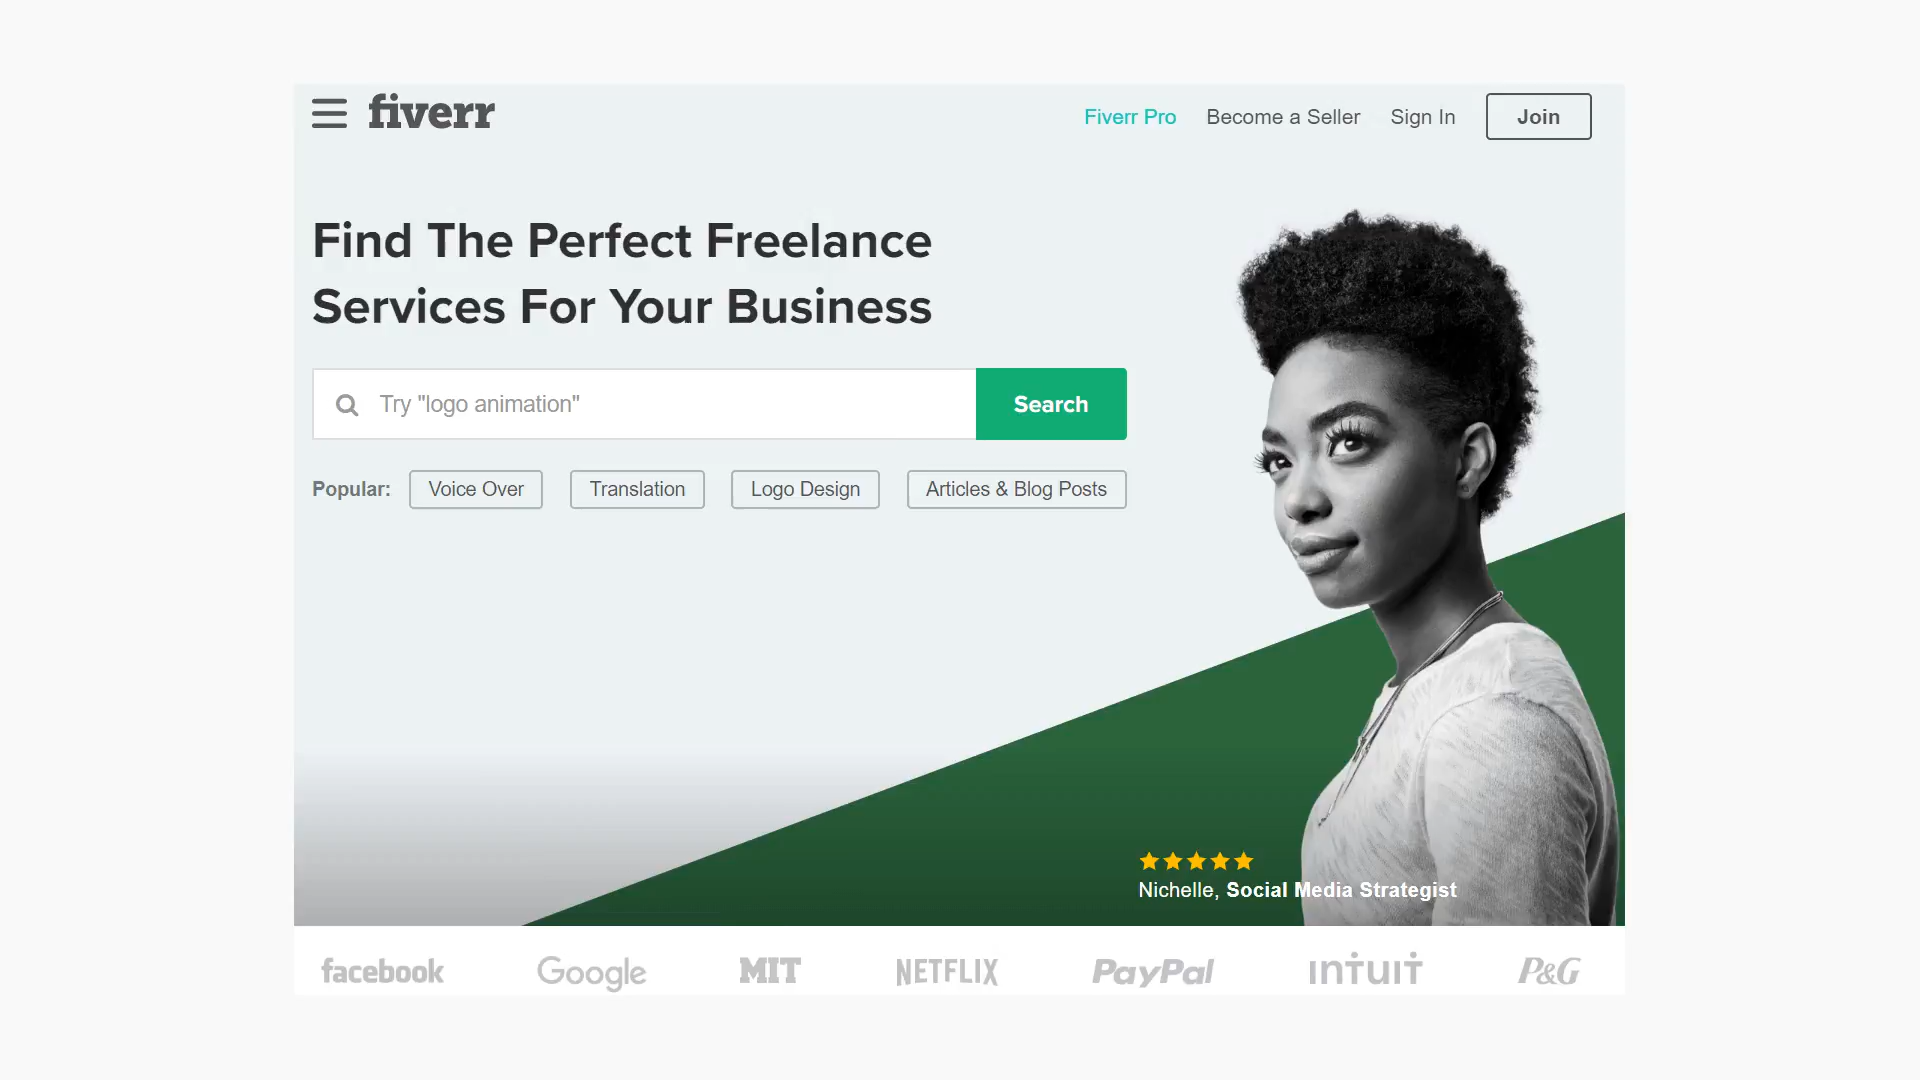 fiverr
Fiverr Pro Become a Seller Sign In Join
Find The Perfect Freelance
Services For Your Business
Try "logo animation" Search
Popular: Voice Over Translation Logo Design Articles & Blog Posts
Nichelle, Social Media Strategist
facebook Google MIT NETFLIX PayPal intuit P&G